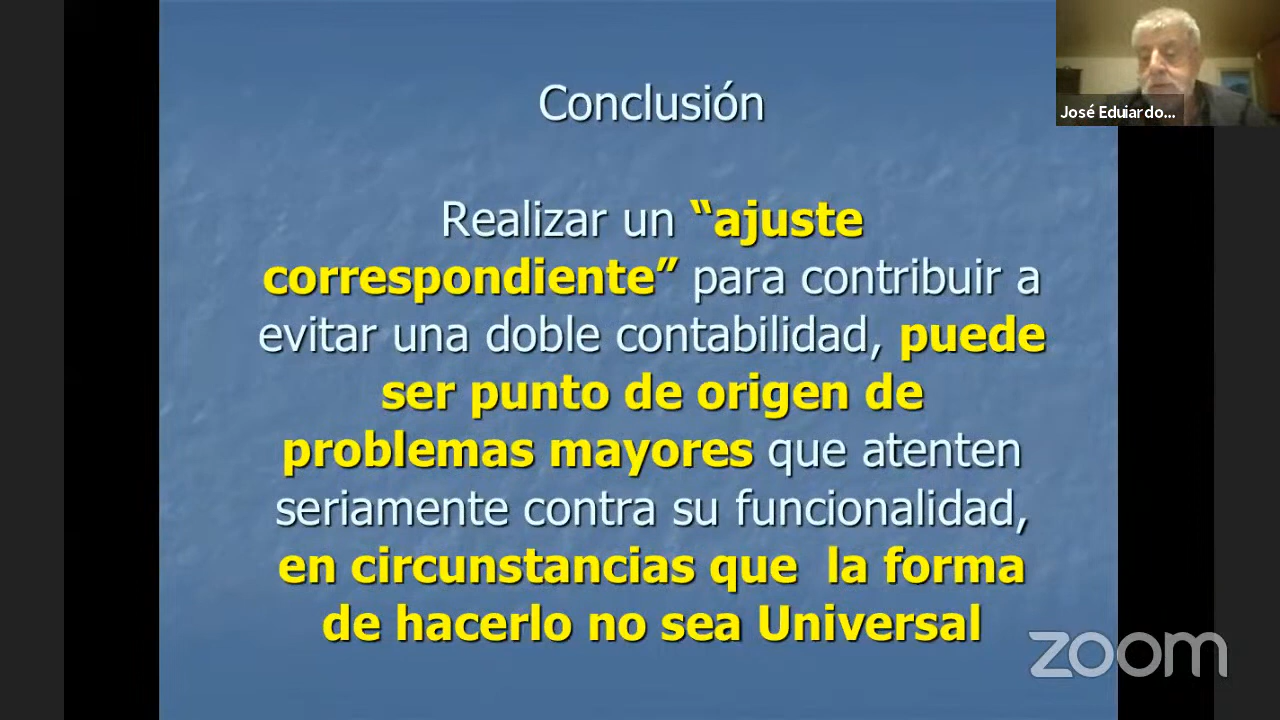 Conclusión
José Eduiardo...
Realizar un “ajuste
correspondiente” para contribuir a
evitar una doble contabilidad, puede
ser punto de origen de
problemas mayores que atenten
seriamente contra su funcionalidad,
en circunstancias que  la forma
de hacerlo no sea Universal
zoom